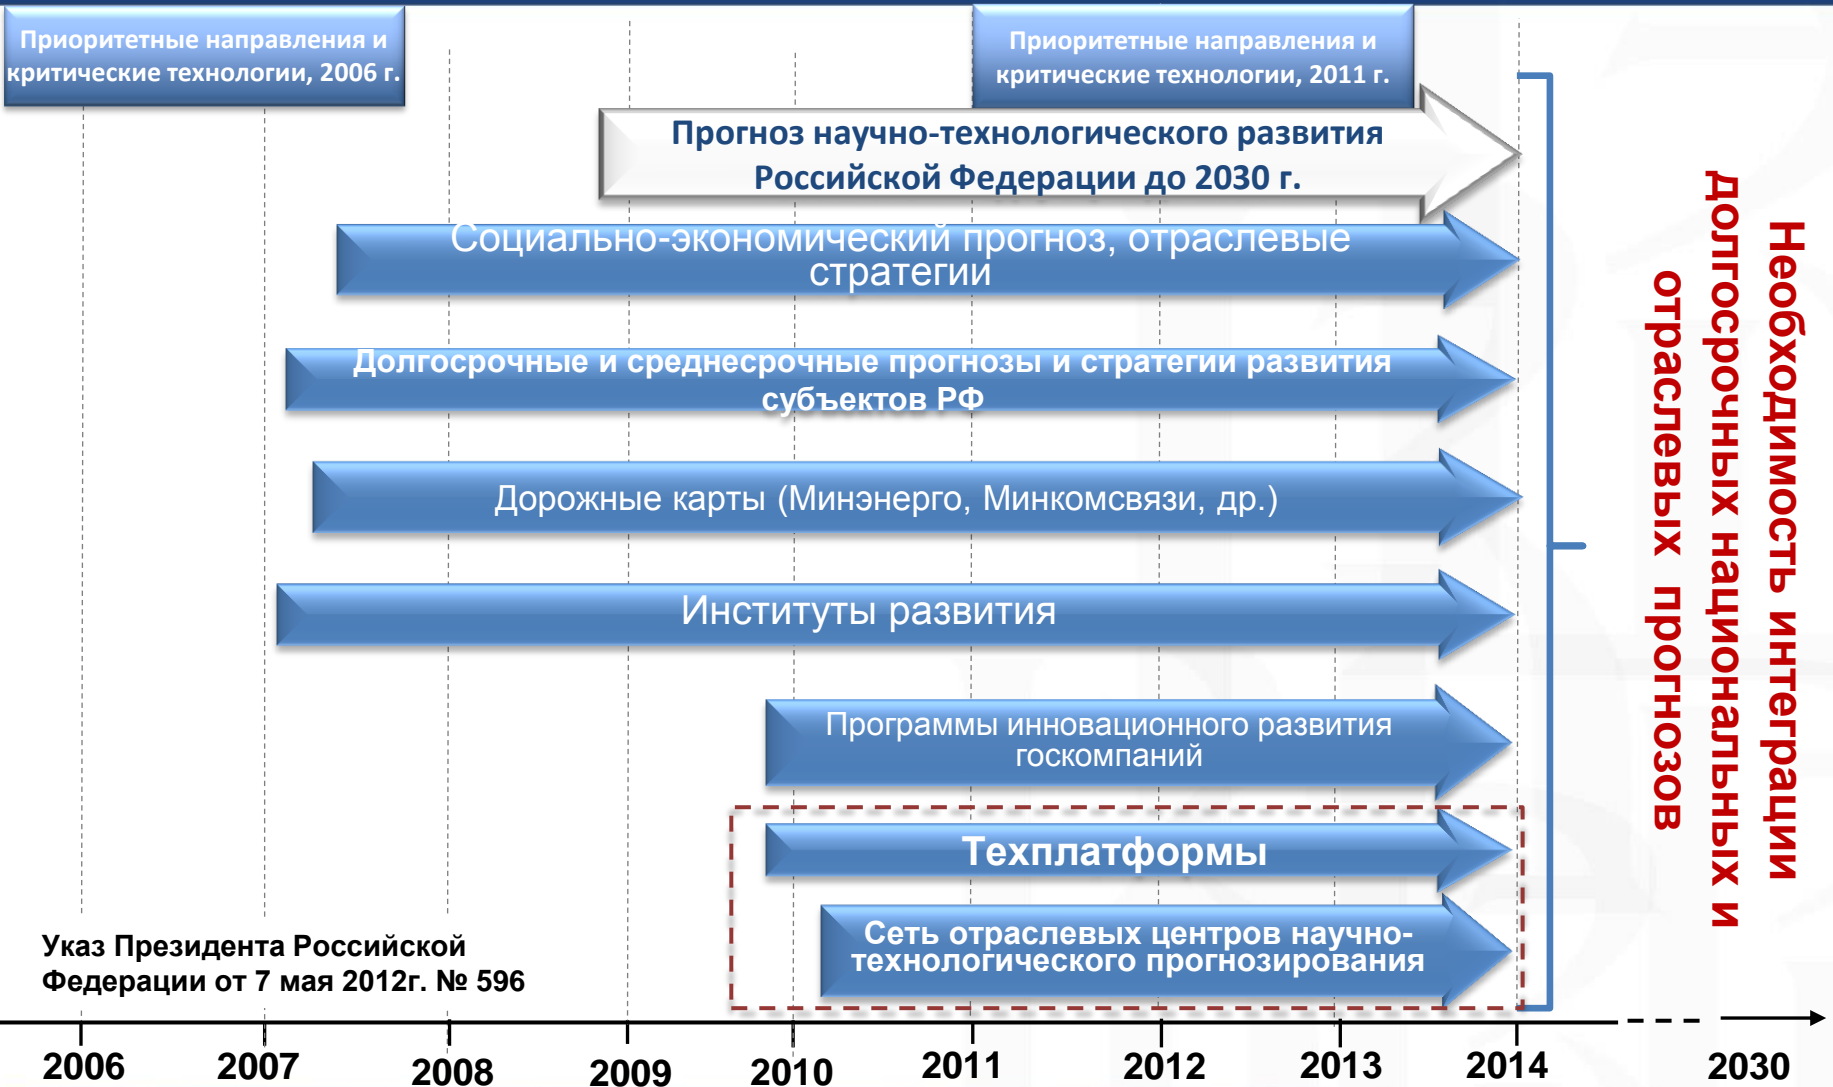 Приоритетные направления и
критические технологии, 2006 г.
Приоритетные направления и
критические технологии, 2011 г.
Прогноз научно-технологического развития
Российской Федерации до 2030 г.
Социально-экономический прогноз, отраслевые
стратегии
Долгосрочные и среднесрочные прогнозы и стратегии развития
субъектов РФ
Дорожные карты (Минэнерго, Минкомсвязи, др.)
Институты развития
Программы инновационного развития
госкомпаний
Техплатформы
Сеть отраслевых центров научно-
технологического прогнозирования
Необходимость интеграции
долгосрочных национальных и
отраслевых прогнозов
Указ Президента Российской
Федерации от 7 мая 2012г. № 596
2006 2007 2008 2009 2010 2011 2012 2013 2014 2030